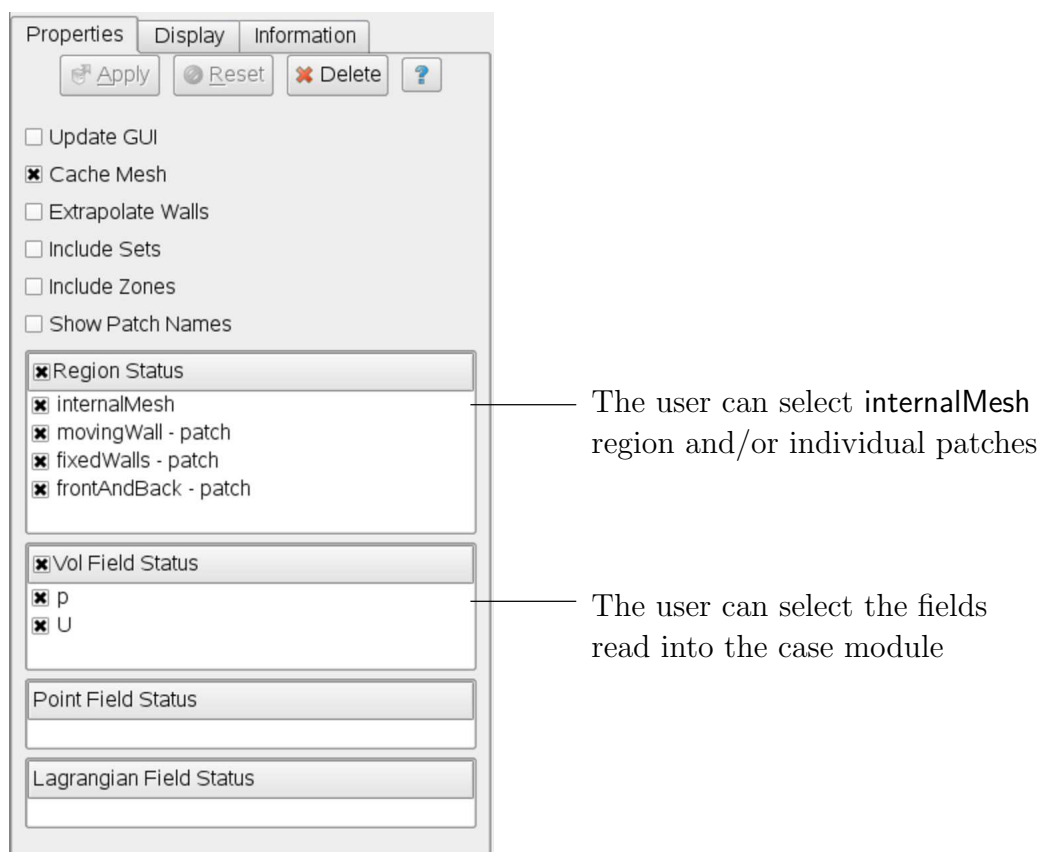 Properties Display Information
Apply Reset Delete ?
Update GUI
Cache Mesh
Extrapolate Walls
Include Sets
Include Zones
Show Patch Names
Region Status
internalMesh
movingWall - patch
fixedWalls - patch
frontAndBack - patch
The user can select internalMesh
region and/or individual patches
Vol Field Status
p
U
The user can select the fields
read into the case module
Point Field Status
Lagrangian Field Status